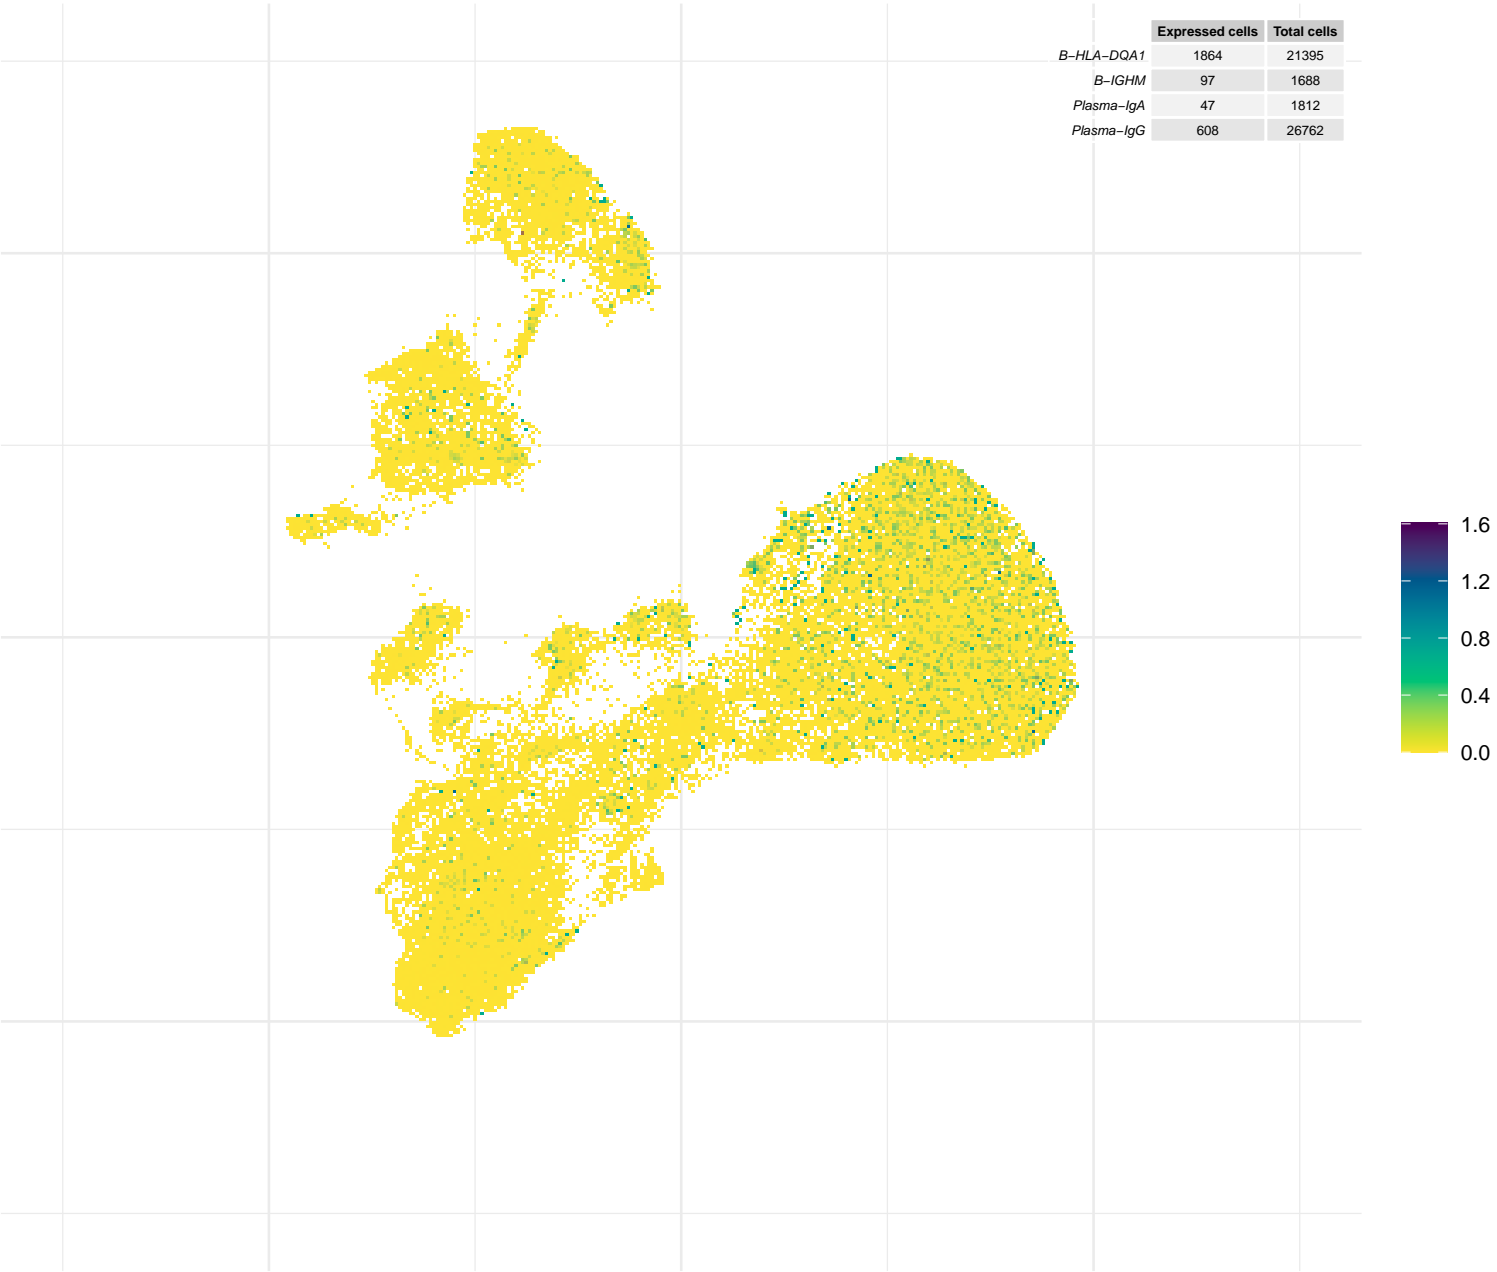 Expressed cells Total cells
B−HLA−DQA1 1864 21395
B−IGHM 97 1688
Plasma−IgA 47 1812
Plasma−IgG 608 26762
1.6
1.2
0.8
0.4
0.0